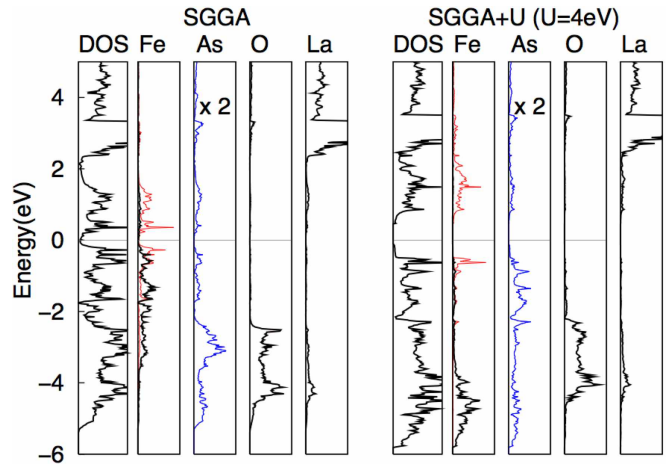 SGGA SGGA+U (U=4eV)
DOS Fe As O La DOS Fe As O La
x 2 x 2
4
2
0
−2
−4
−6
Energy(eV)